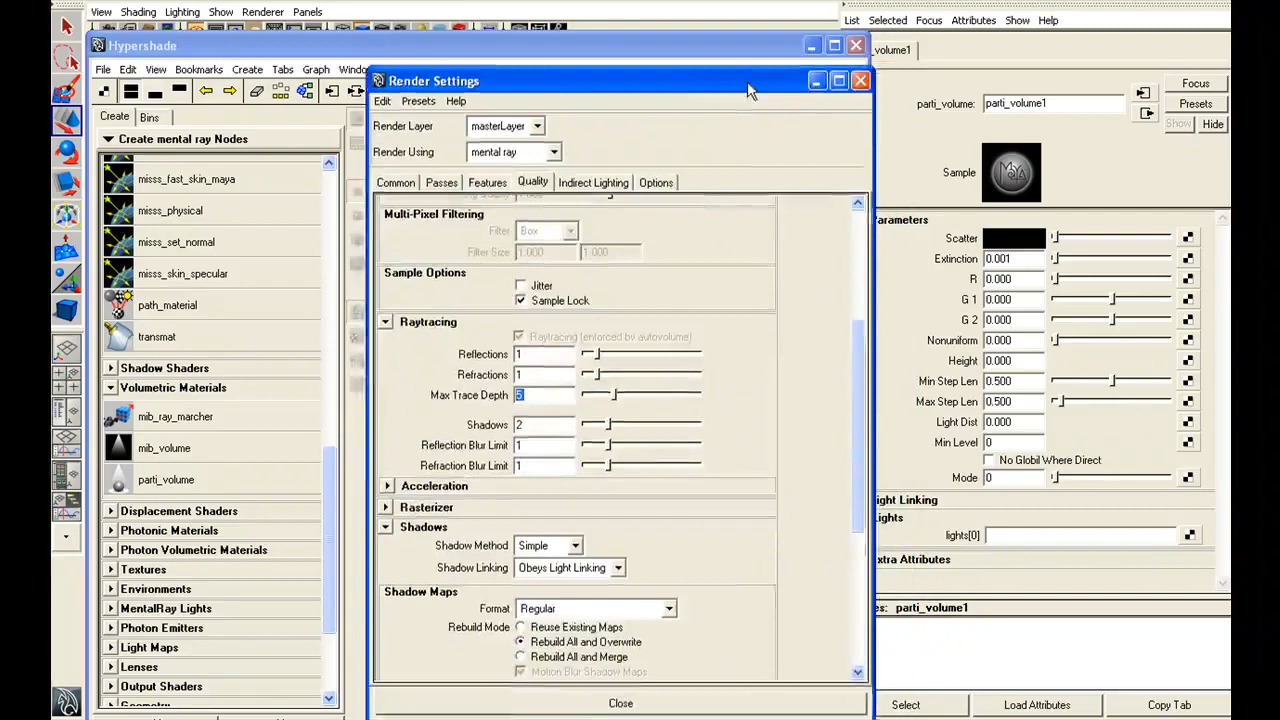 View Shading Lighting Show Renderer Panels
List Selected Focus Attributes Show Help
Hypershade
File Edit View Bookmarks Create Tabs Graph
Create Bins
Create mental ray Nodes
misss_fast_skin_maya
misss_physical
misss_set_normal
misss_skin_specular
path_material
transmat
Shadow Shaders
Volumetric Materials
mib_ray_marcher
mib_volume
parti_volume
Displacement Shaders
Photonic Materials
Photon Volumetric Materials
Textures
Environments
MentalRay Lights
Photon Emitters
Light Maps
Lenses
Output Shaders
Render Settings
Edit Presets Help
Render Layer masterLayer
Render Using mental ray
Common Passes Features Quality Indirect Lighting Options
Multi-Pixel Filtering
Filter Box
Filter Size 1.000 1.000
Sample Options
Jitter
Sample Lock
Raytracing
Raytracing (enforced by autovolume)
Reflections 1
Refractions 1
Max Trace Depth 5
Shadows 2
Reflection Blur Limit 1
Refraction Blur Limit 1
Acceleration
Rasterizer
Shadows
Shadow Method Simple
Shadow Linking Obeys Light Linking
Shadow Maps
Format Regular
Rebuild Mode Reuse Existing Maps
Rebuild All and Overwrite
Rebuild All and Merge
Motion Blur Shadow Maps
Close
_volume1
Focus
parti_volume: parti_volume1
Presets
Show Hide
Sample
MAYA
Parameters
Scatter
Extinction 0.001
R 0.000
G 1 0.000
G 2 0.000
Nonuniform 0.000
Height 0.000
Min Step Len 0.500
Max Step Len 0.500
Light Dist 0.000
Min Level 0
No Global Where Direct
Mode 0
ight Linking
ights
lights[0]
xtra Attributes
es: parti_volume1
Select Load Attributes Copy Tab